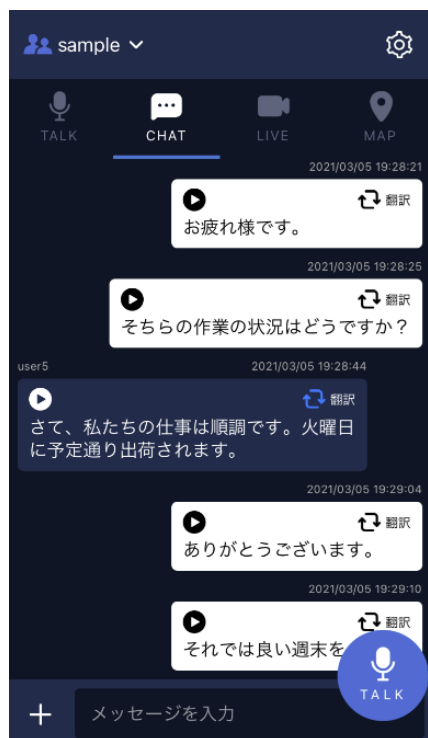 sample
TALK
CHAT
LIVE
MAP
2021/03/05 19:28:21
翻訳
お疲れ様です。
2021/03/05 19:28:25
翻訳
そちらの作業の状況はどうですか？
user5
2021/03/05 19:28:44
翻訳
さて、私たちの仕事は順調です。火曜日
に予定通り出荷されます。
2021/03/05 19:29:04
翻訳
ありがとうございます。
2021/03/05 19:29:10
翻訳
それでは良い週末を
TALK
メッセージを入力